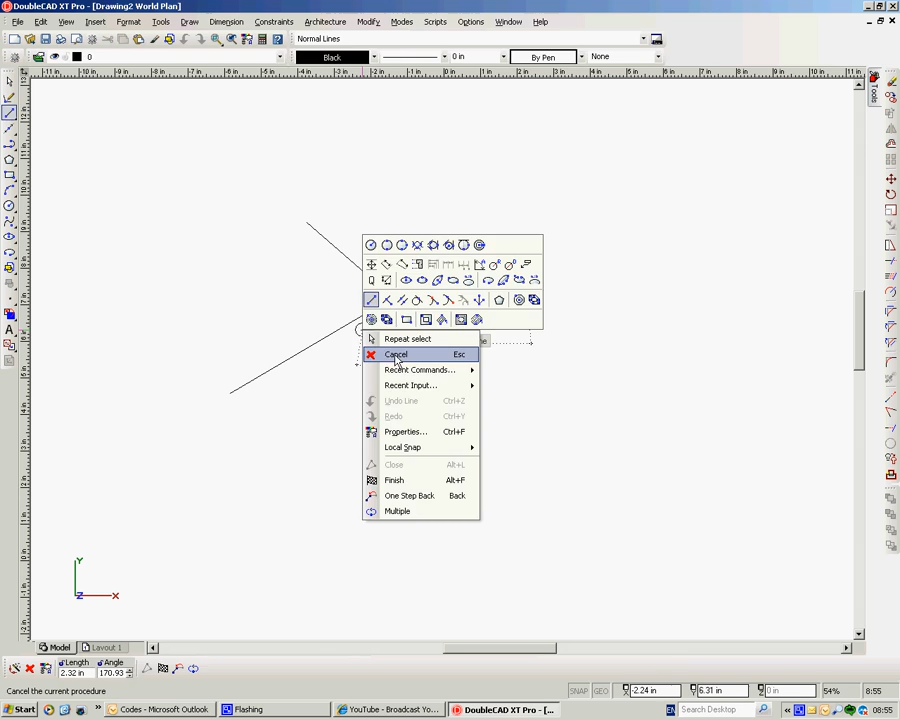 DoubleCAD XT Pro - [Drawing2 World Plan]
File Edit View Insert Format Tools Draw Dimension Constraints Architecture Modify Modes Scripts Options Window Help
Normal Lines
0 Black 0 in By Pen None
Tools
Repeat select
Cancel Esc
Recent Commands...
Recent Input...
Undo Line Ctrl+Z
Redo Ctrl+Y
Properties... Ctrl+F
Local Snap
Close Alt+L
Finish Alt+F
One Step Back Back
Multiple
Y
Z X
Model Layout 1
Length Angle
2.32 in 170.93
Cancel the current procedure SNAP GEO X -2.24 in Y 6.31 in Z 0 in 54% 8:55
Start Codes - Microsoft Outlook Flashing YouTube - Broadcast Yo... DoubleCAD XT Pro - [... EN Search Desktop 08:55